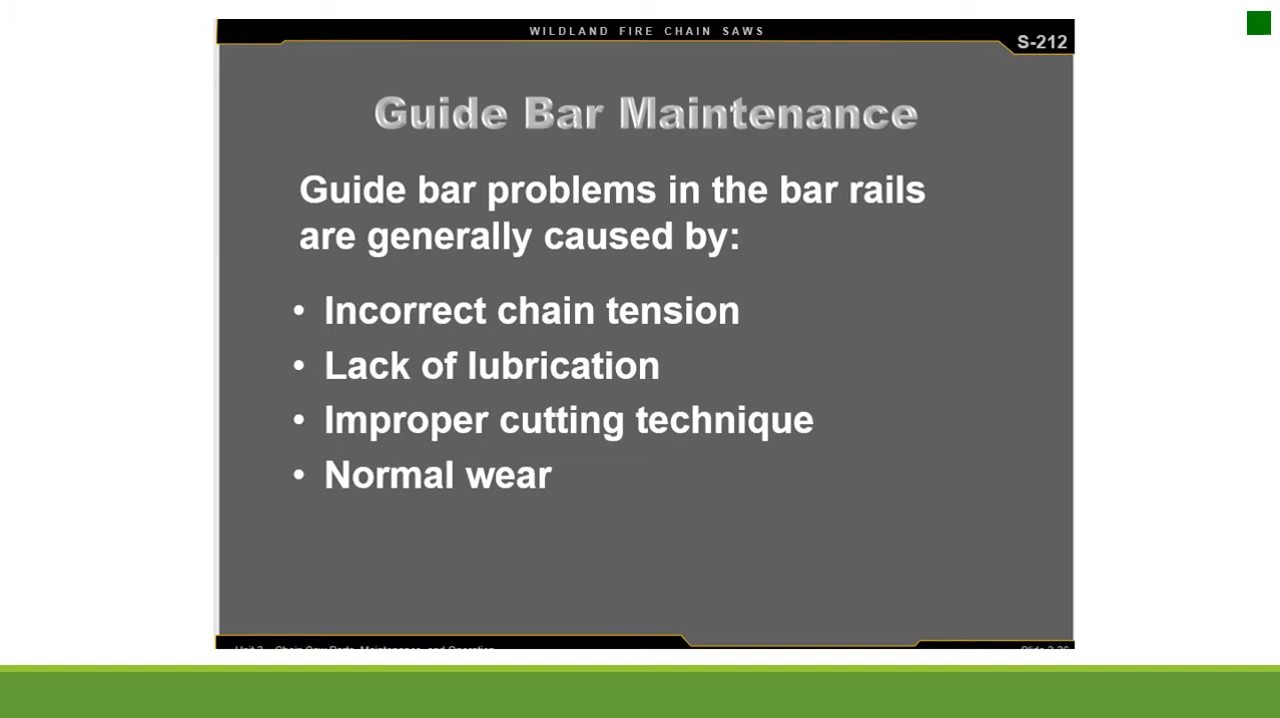 WILDLAND FIRE CHAIN SAWS
S-212
Guide Bar Maintenance
Guide bar problems in the bar rails
are generally caused by:
• Incorrect chain tension
• Lack of lubrication
• Improper cutting technique
• Normal wear